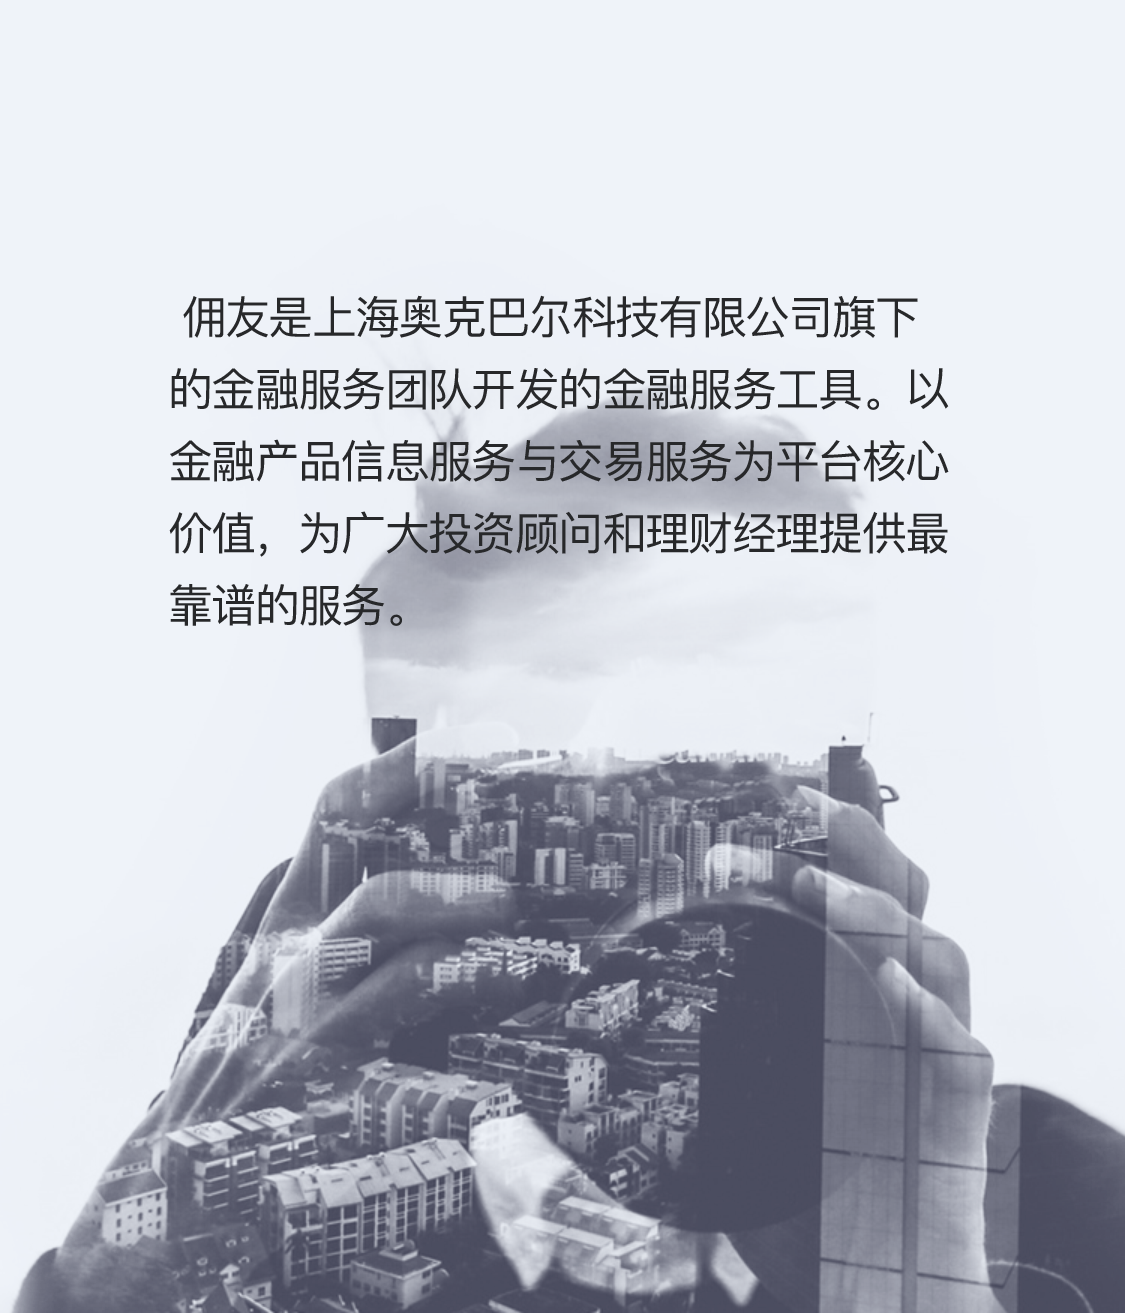 佣友是上海奥克巴尔科技有限公司旗下
的金融服务团队开发的金融服务工具。以
金融产品信息服务与交易服务为平台核心
价值，为广大投资顾问和理财经理提供最
靠谱的服务。